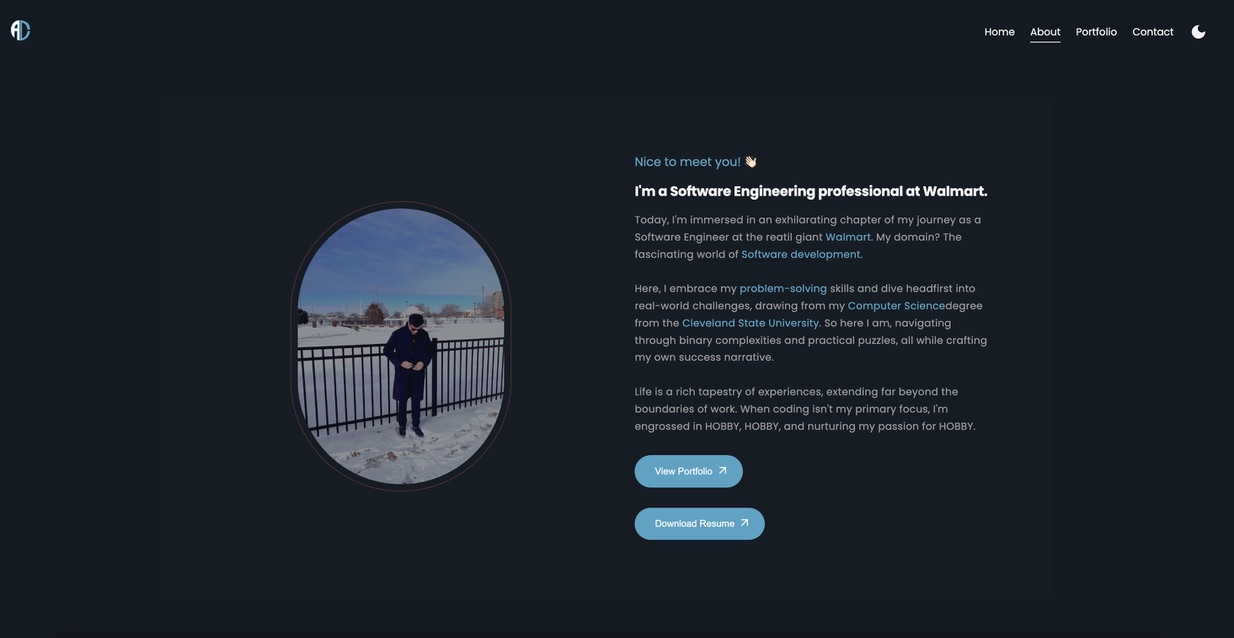 AC
Home About Portfolio Contact
Nice to meet you! 👋🏻
I'm a Software Engineering professional at Walmart.
Today, I'm immersed in an exhilarating chapter of my journey as a
Software Engineer at the reatil giant Walmart. My domain? The
fascinating world of Software development.
Here, I embrace my problem-solving skills and dive headfirst into
real-world challenges, drawing from my Computer Sciencedegree
from the Cleveland State University. So here I am, navigating
through binary complexities and practical puzzles, all while crafting
my own success narrative.
Life is a rich tapestry of experiences, extending far beyond the
boundaries of work. When coding isn't my primary focus, I'm
engrossed in HOBBY, HOBBY, and nurturing my passion for HOBBY.
View Portfolio
Download Resume